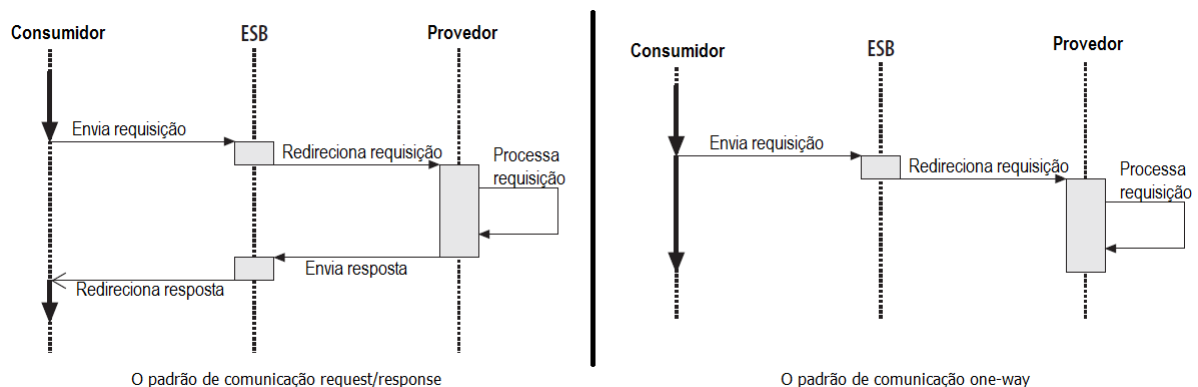 Consumidor
ESB
Provedor
Envia requisição
Redireciona requisição
Processa
requisição
Envia resposta
Redireciona resposta
O padrão de comunicação request/response
Consumidor
ESB
Provedor
Envia requisição
Redireciona requisição
Processa
requisição
O padrão de comunicação one-way